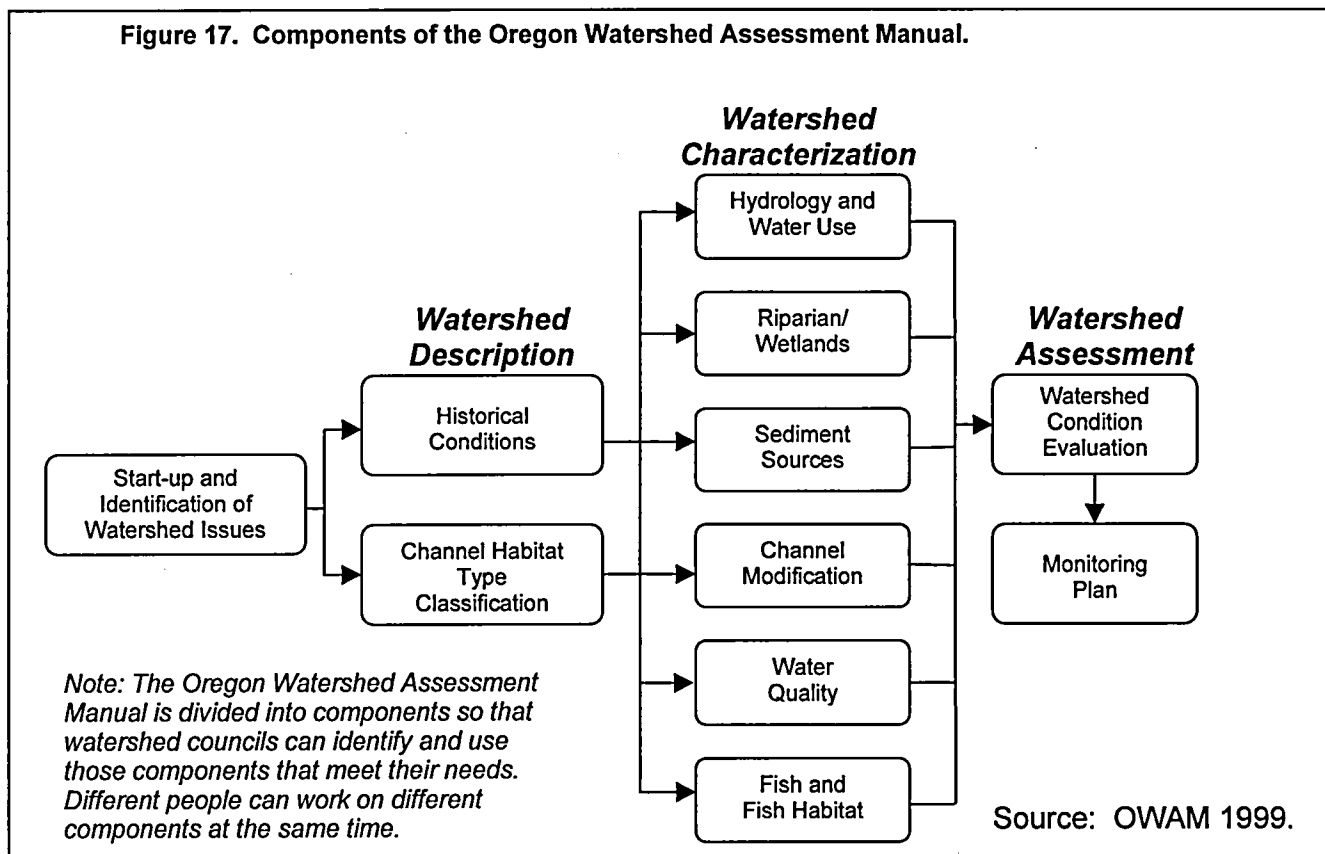 Figure 17. Components of the Oregon Watershed Assessment Manual.
Watershed
Characterization
Hydrology and
Water Use
Riparian/
Wetlands
Sediment
Sources
Channel
Modification
Water
Quality
Fish and
Fish Habitat
Watershed
Description
Historical
Conditions
Channel Habitat
Type
Classification
Start-up and
Identification of
Watershed Issues
Watershed
Assessment
Watershed
Condition
Evaluation
Monitoring
Plan
Note: The Oregon Watershed Assessment
Manual is divided into components so that
watershed councils can identify and use
those components that meet their needs.
Different people can work on different
components at the same time.
Source: OWAM 1999.